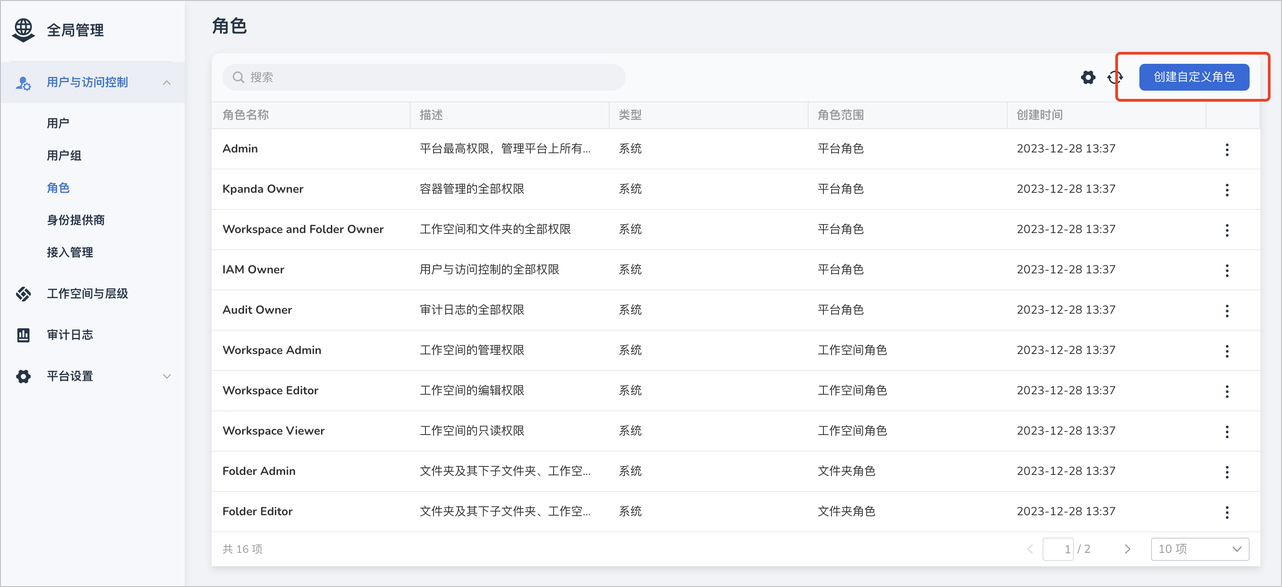 全局管理
用户与访问控制
用户
用户组
角色
身份提供商
接入管理
工作空间与层级
审计日志
平台设置
角色
搜索
创建自定义角色
角色名称 描述 类型 角色范围 创建时间
Admin 平台最高权限，管理平台上所有... 系统 平台角色 2023-12-28 13:37
Kpanda Owner 容器管理的全部权限 系统 平台角色 2023-12-28 13:37
Workspace and Folder Owner 工作空间和文件夹的全部权限 系统 平台角色 2023-12-28 13:37
IAM Owner 用户与访问控制的全部权限 系统 平台角色 2023-12-28 13:37
Audit Owner 审计日志的全部权限 系统 平台角色 2023-12-28 13:37
Workspace Admin 工作空间的管理权限 系统 工作空间角色 2023-12-28 13:37
Workspace Editor 工作空间的编辑权限 系统 工作空间角色 2023-12-28 13:37
Workspace Viewer 工作空间的只读权限 系统 工作空间角色 2023-12-28 13:37
Folder Admin 文件夹及其下子文件夹、工作空... 系统 文件夹角色 2023-12-28 13:37
Folder Editor 文件夹及其下子文件夹、工作空... 系统 文件夹角色 2023-12-28 13:37
共 16 项 1 / 2 10 项